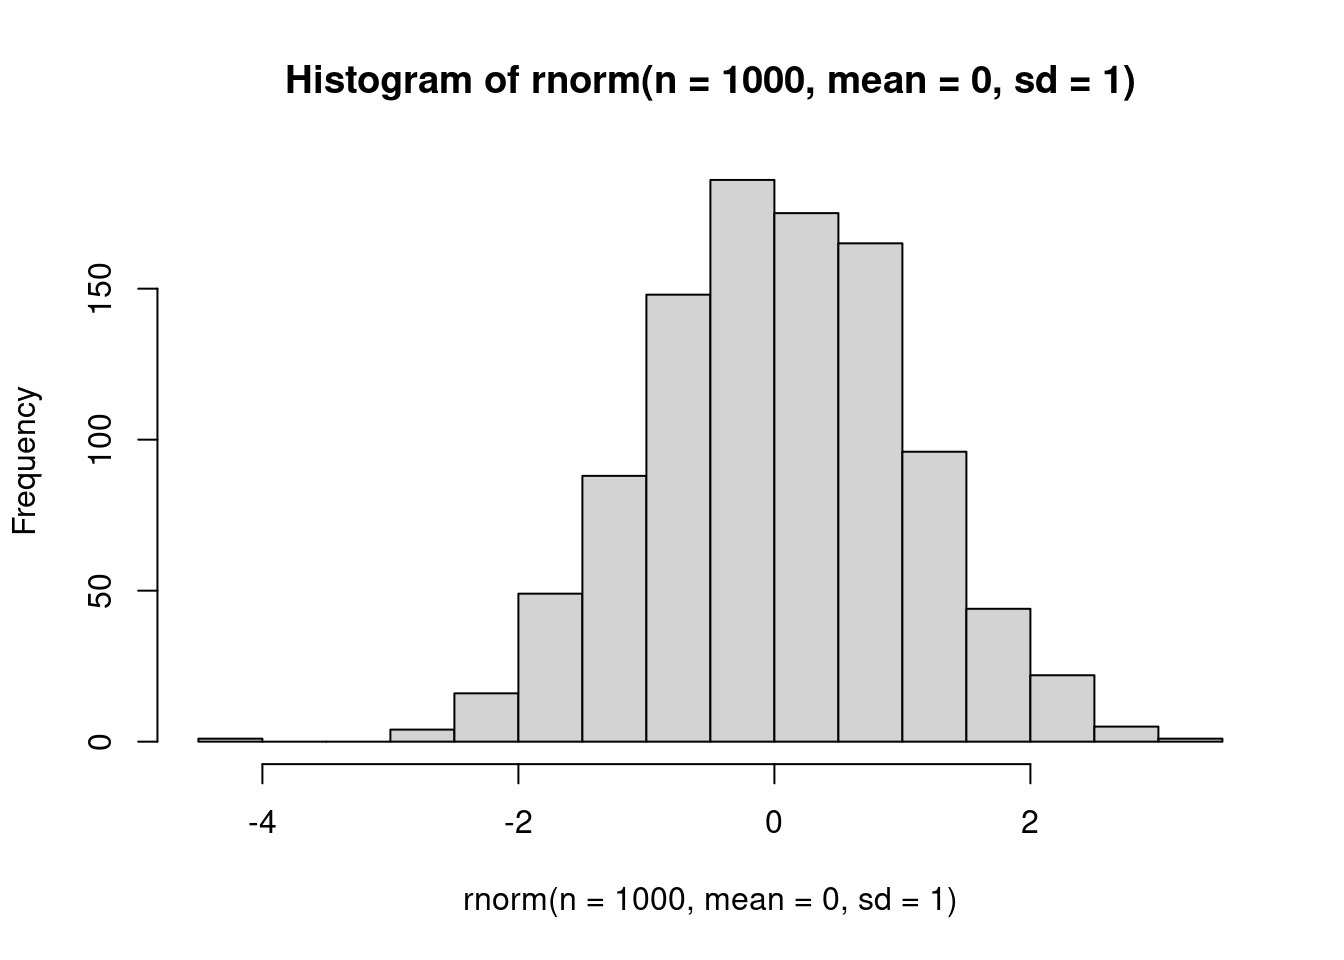 Histogram of rnorm(n = 1000, mean = 0, sd = 1)
150
100
50
0
Frequency
-4 -2 0 2
rnorm(n = 1000, mean = 0, sd = 1)